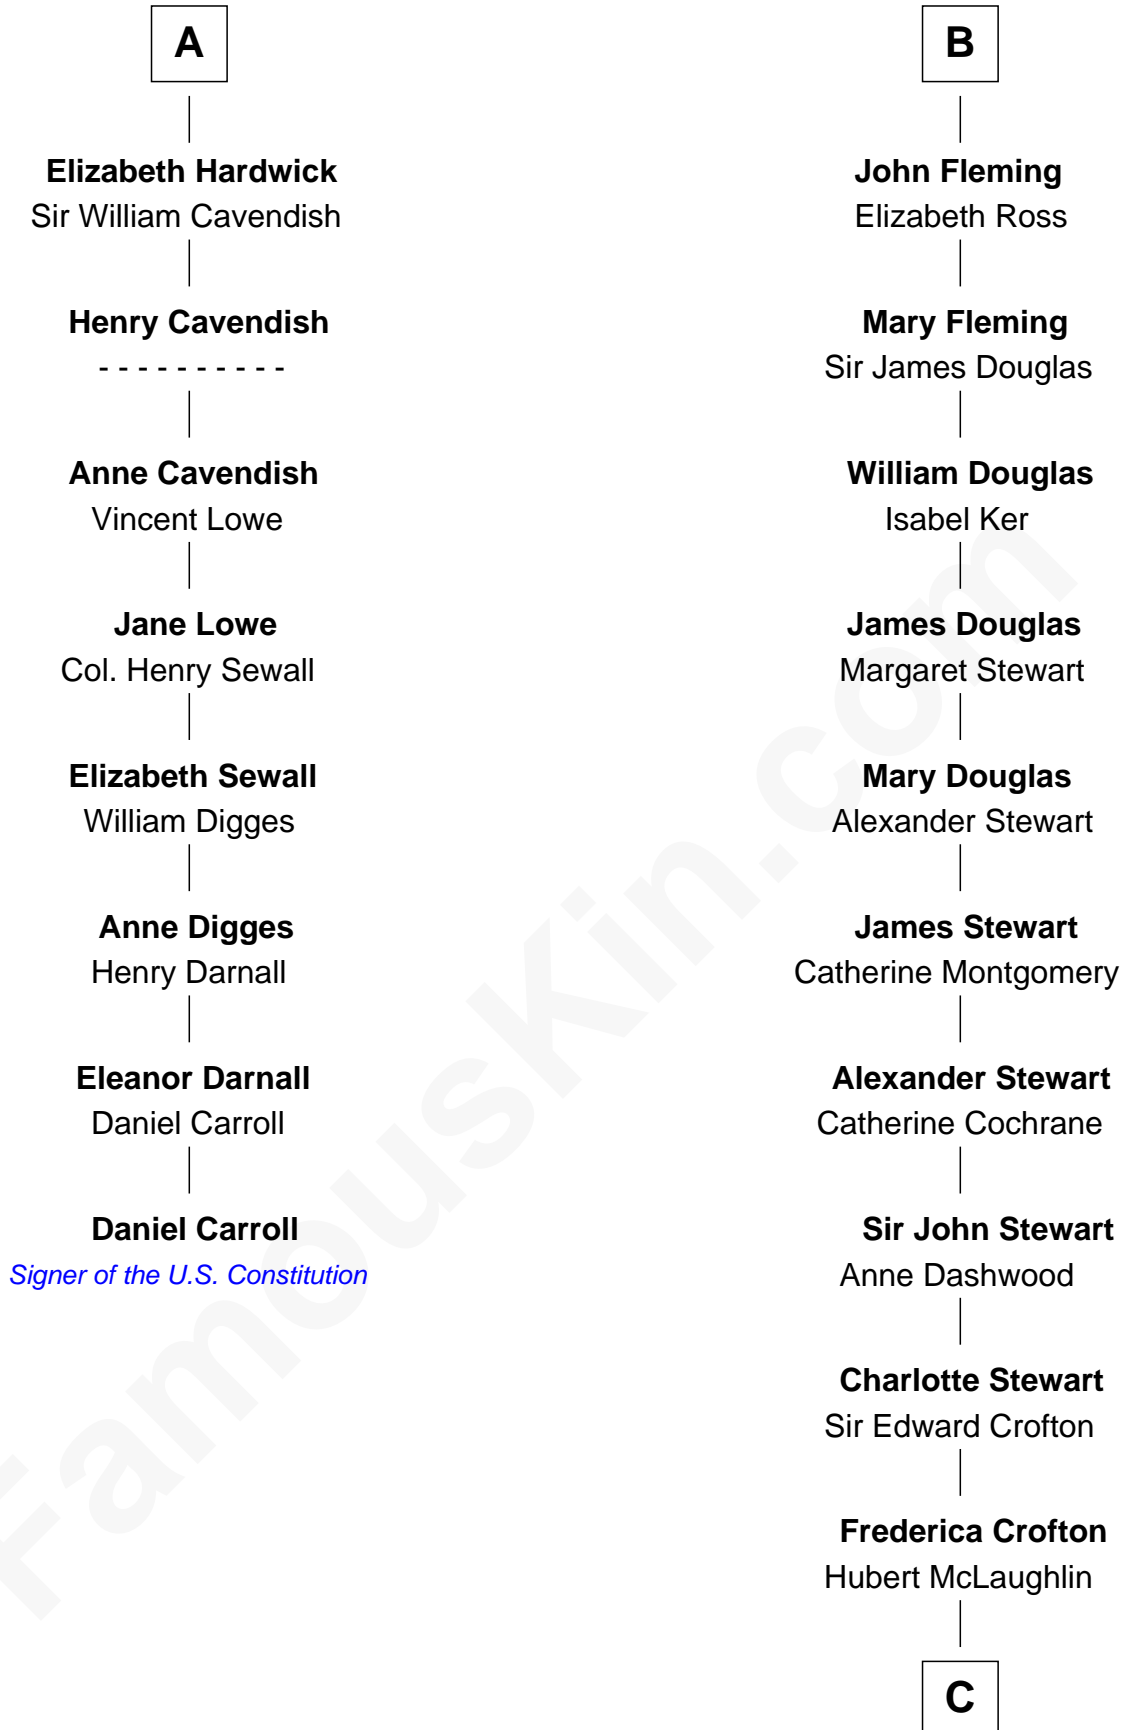 A
Elizabeth Hardwick
Sir William Cavendish
Henry Cavendish
- - - - - - - - - -
Anne Cavendish
Vincent Lowe
Jane Lowe
Col. Henry Sewall
Elizabeth Sewall
William Digges
Anne Digges
Henry Darnall
Eleanor Darnall
Daniel Carroll
Daniel Carroll
Signer of the U.S. Constitution
B
John Fleming
Elizabeth Ross
Mary Fleming
Sir James Douglas
William Douglas
Isabel Ker
James Douglas
Margaret Stewart
Mary Douglas
Alexander Stewart
James Stewart
Catherine Montgomery
Alexander Stewart
Catherine Cochrane
Sir John Stewart
Anne Dashwood
Charlotte Stewart
Sir Edward Crofton
Frederica Crofton
Hubert McLaughlin
C
FamousKin.com